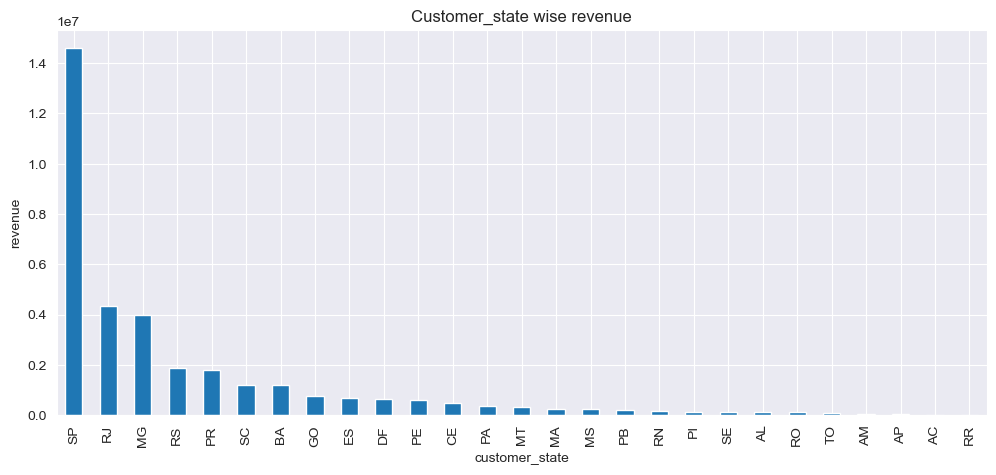 Customer_state wise revenue
1e7
1.4
1.2
1.0
0.8
0.6
0.4
0.2
0.0
revenue
SP RJ MG RS PR SC BA GO ES DF PE CE PA MT MA MS PB RN PI SE AL RO TO AM AP AC RR
customer_state